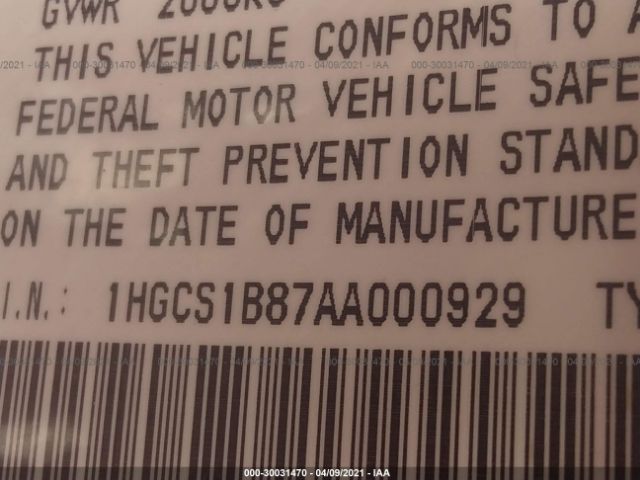 GVWR
THIS VEHICLE CONFORMS TO A
FEDERAL MOTOR VEHICLE SAFE
AND THEFT PREVENTION STAND
ON THE DATE OF MANUFACTURE
I.N.: 1HGCS1B87AA000929 TY
000-30031470 - 04/09/2021 - IAA